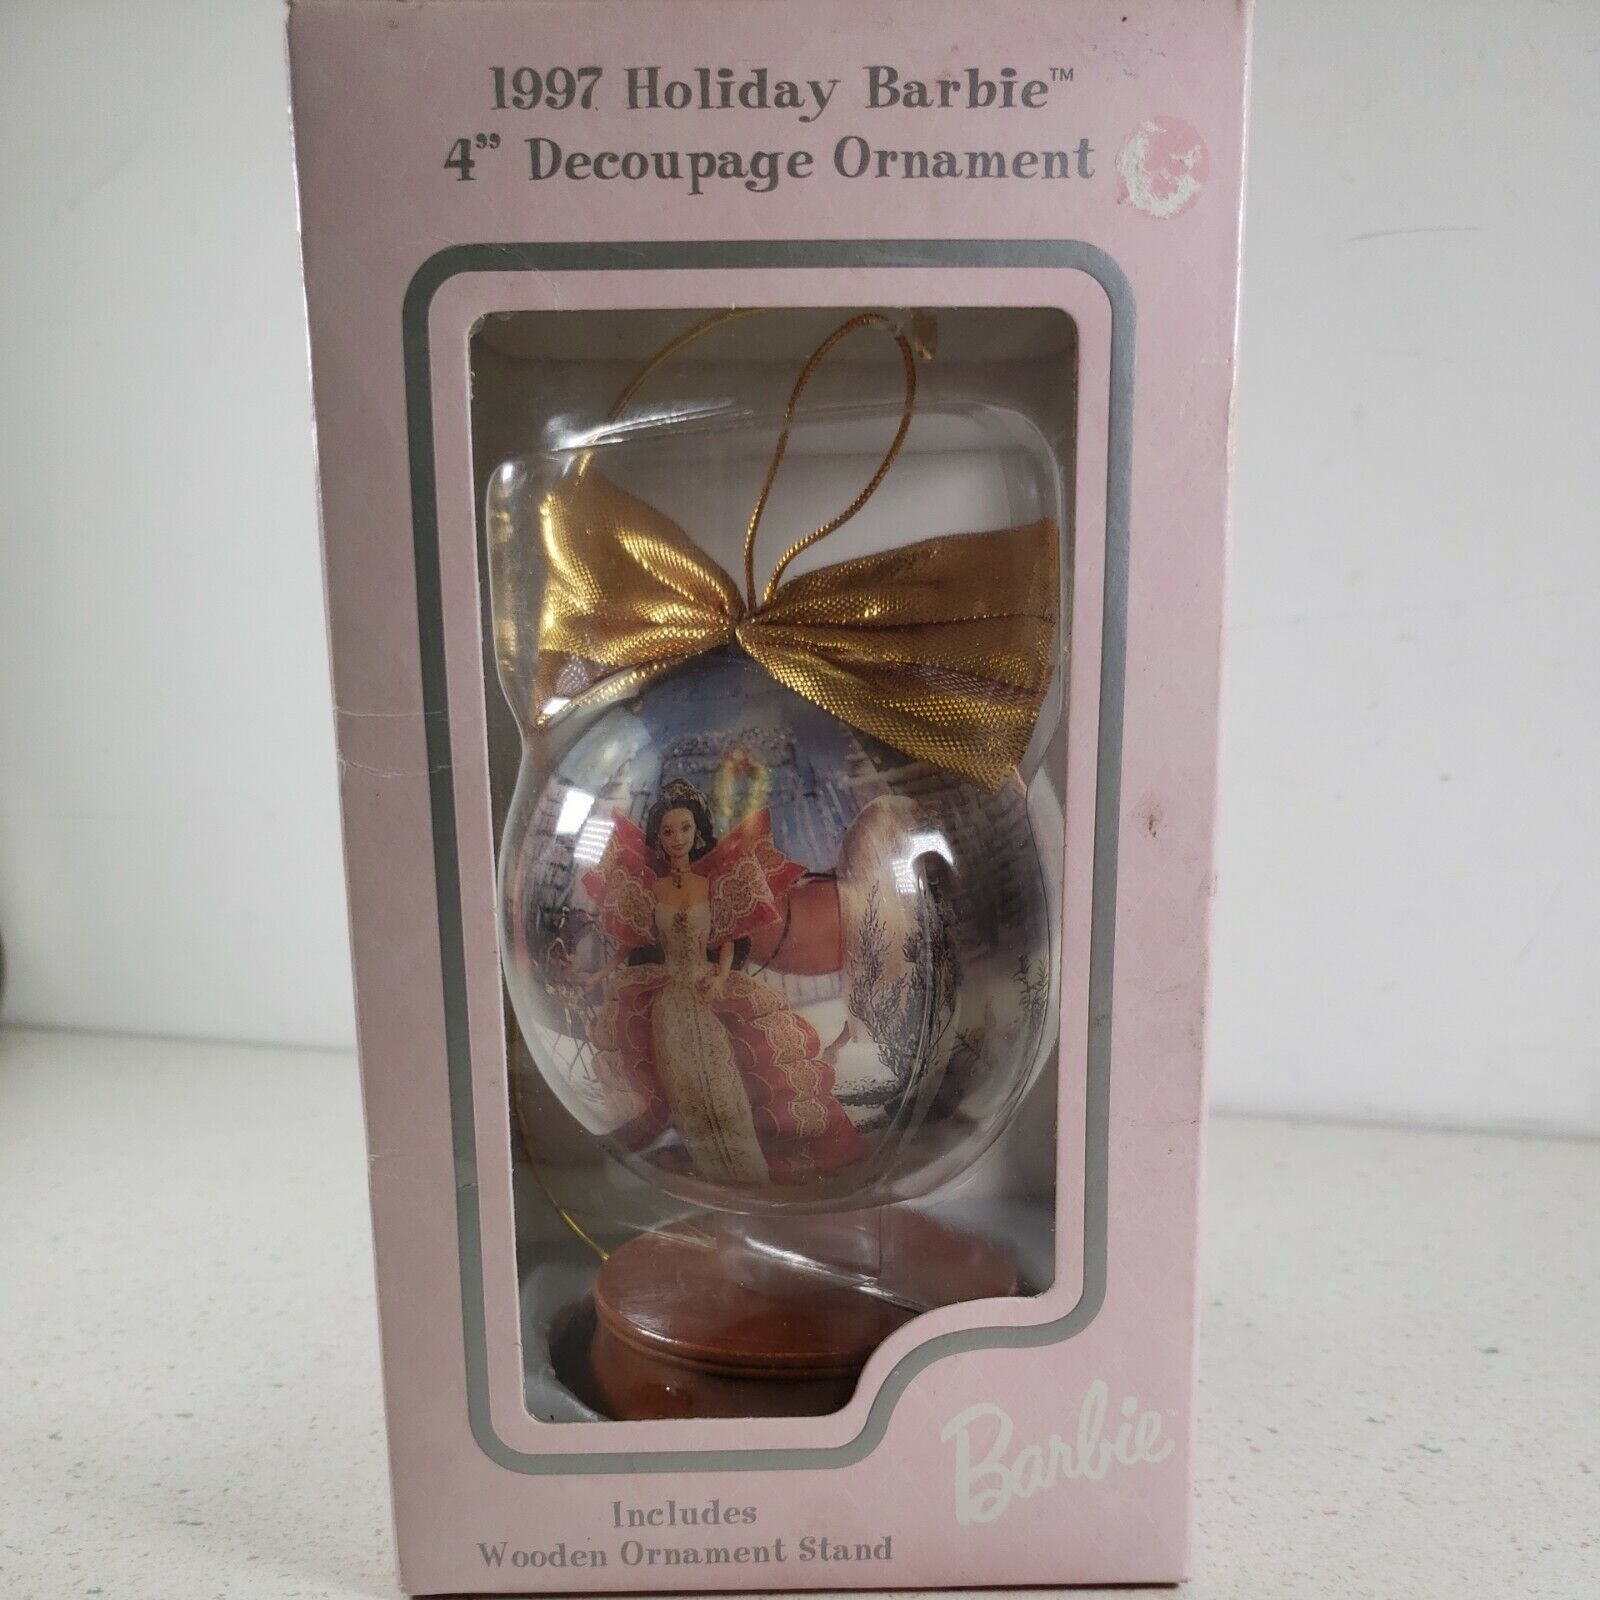 1997 Holiday Barbie™
4” Decoupage Ornament
Barbie™
Includes
Wooden Ornament Stand